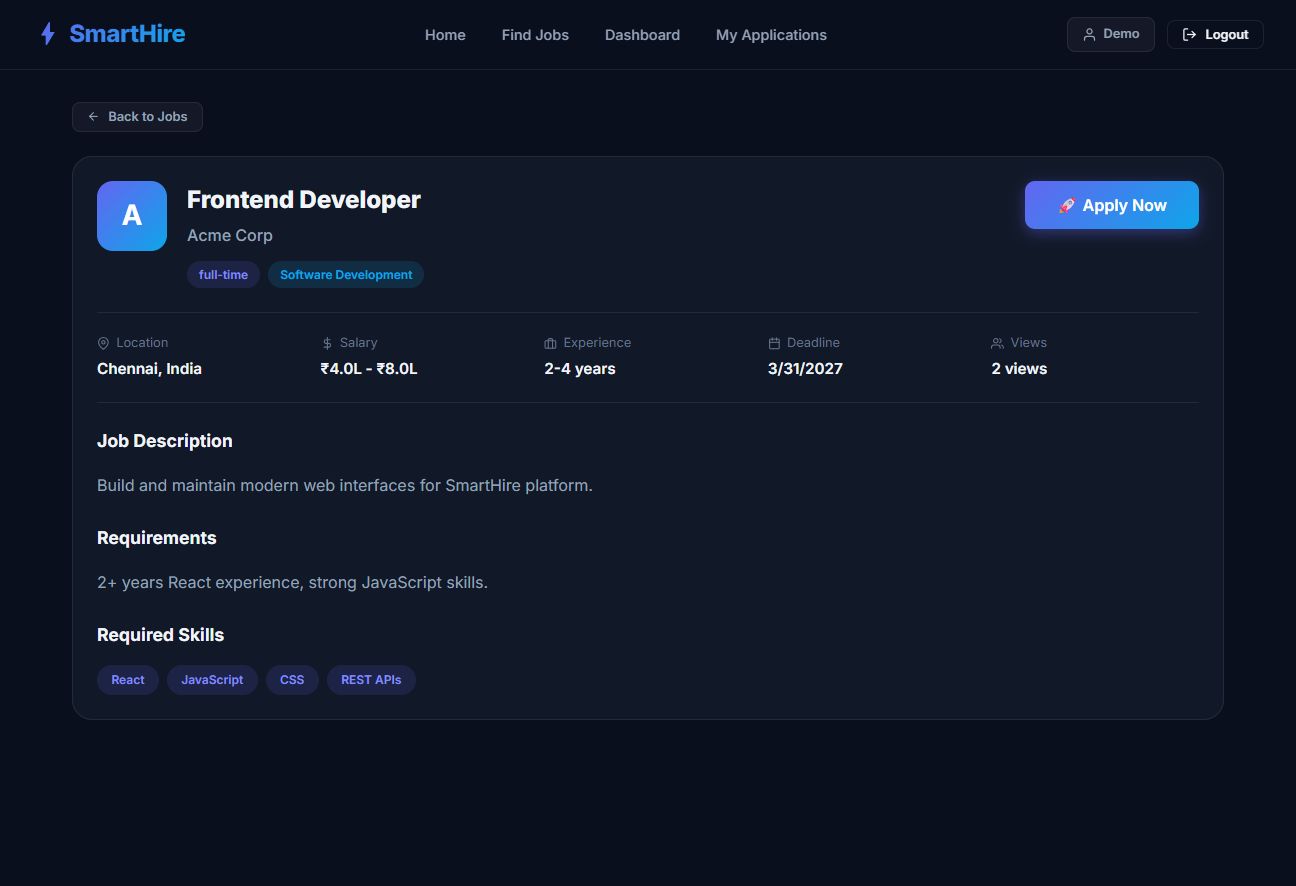 SmartHire Home Find Jobs Dashboard My Applications Demo Logout
Back to Jobs
A
Frontend Developer
Acme Corp
full-time Software Development
Apply Now
Location Salary Experience Deadline Views
Chennai, India ₹4.0L - ₹8.0L 2-4 years 3/31/2027 2 views
Job Description
Build and maintain modern web interfaces for SmartHire platform.
Requirements
2+ years React experience, strong JavaScript skills.
Required Skills
React JavaScript CSS REST APIs